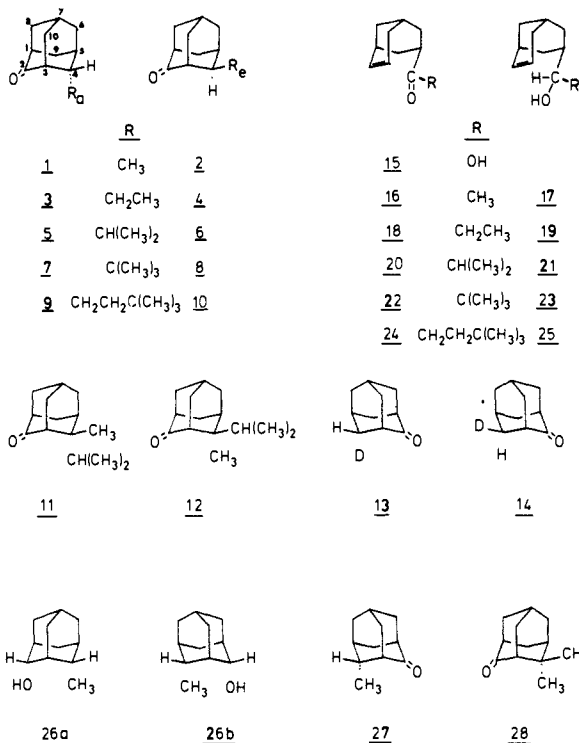 7
8 10 6
1 9 5
O 2 3 4 H
Ra
O Re
H
C R
O
H C R
HO
R R
1 CH3 2 15 OH
3 CH2CH3 4 16 CH3 17
5 CH(CH3)2 6 18 CH2CH3 19
7 C(CH3)3 8 20 CH(CH3)2 21
9 CH2CH2C(CH3)3 10 22 C(CH3)3 23
24 CH2CH2C(CH3)3 25
O CH3 O CH(CH3)2 H O D O
CH(CH3)2 CH3 D H
11 12 13 14
H H H H O O CH
HO CH3 CH3 OH CH3 CH3
26a 26b 27 28